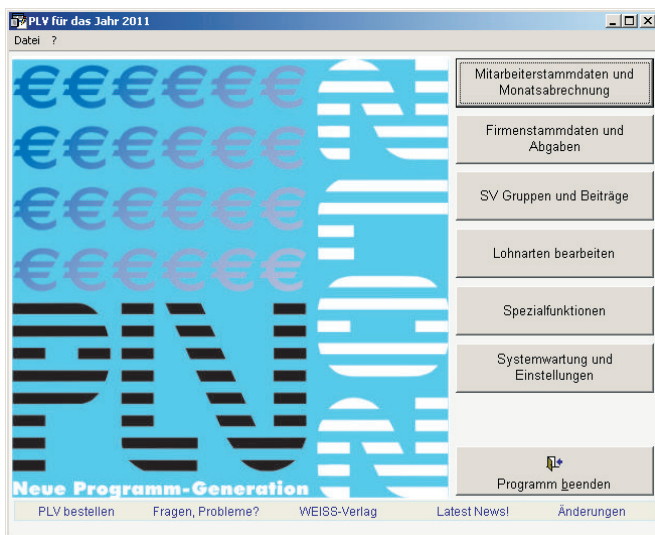 PLV für das Jahr 2011
Datei ?
€€€€€€
€€€€€€
€€€€€€
€€€€€€
PLV
Neue Programm-Generation
Mitarbeiterstammdaten und
Monatsabrechnung
Firmenstammdaten und
Abgaben
SV Gruppen und Beiträge
Lohnarten bearbeiten
Spezialfunktionen
Systemwartung und
Einstellungen
Programm beenden
PLV bestellen Fragen, Probleme? WEISS-Verlag Latest News! Änderungen